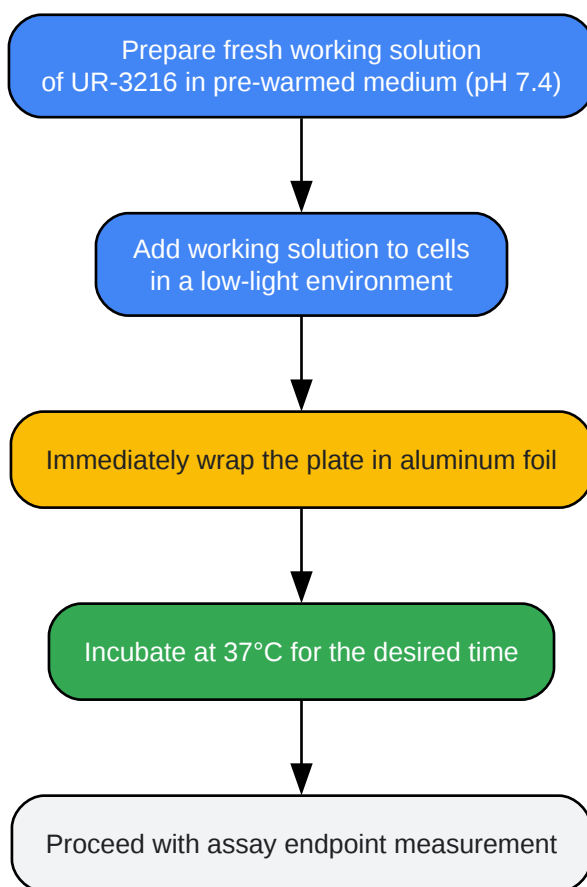 Prepare fresh working solution
of UR-3216 in pre-warmed medium (pH 7.4)
Add working solution to cells
in a low-light environment
Immediately wrap the plate in aluminum foil
Incubate at 37°C for the desired time
Proceed with assay endpoint measurement